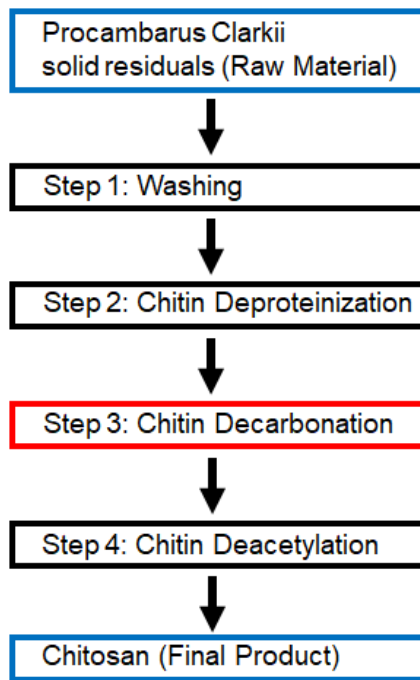 Procambarus Clarkii
solid residuals (Raw Material)
Step 1: Washing
Step 2: Chitin Deproteinization
Step 3: Chitin Decarbonation
Step 4: Chitin Deacetylation
Chitosan (Final Product)